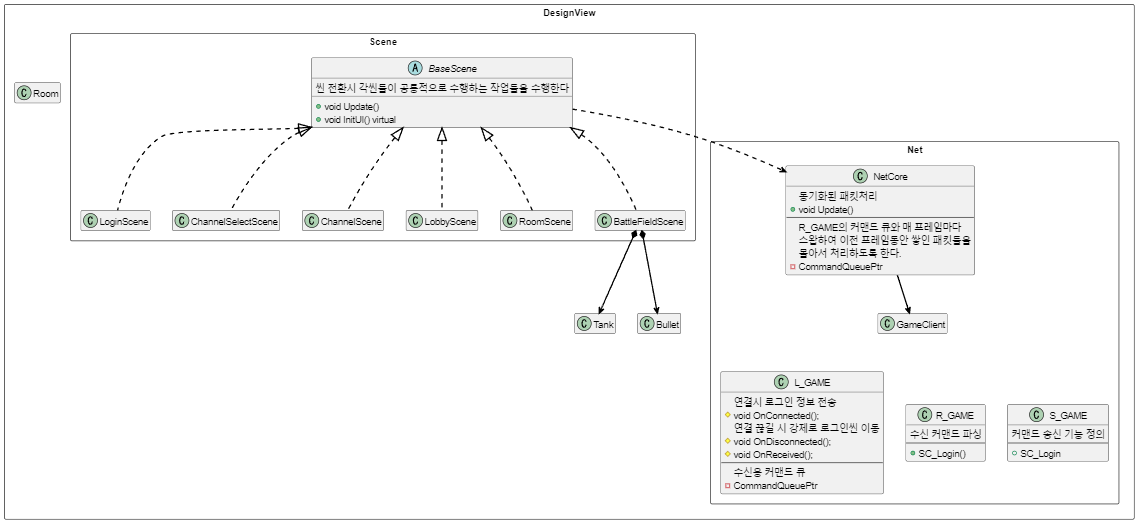 DesignView
Scene
A BaseScene
씬 전환시 각씬들이 공통적으로 수행하는 작업들을 수행한다
void Update()
void InitUI() virtual
C Room
C LoginScene
C ChannelSelectScene
C ChannelScene
C LobbyScene
C RoomScene
C BattleFieldScene
C Tank
C Bullet
Net
C NetCore
동기화된 패킷처리
void Update()
R_GAME의 커맨드 큐와 매 프레임마다
스왑하여 이전 프레임동안 쌓인 패킷들을
돌아서 처리하도록 한다.
CommandQueuePtr
C GameClient
C L_GAME
연결시 로그인 정보 전송
void OnConnected();
연결 끊길 시 강제로 로그인씬 이동
void OnDisconnected();
void OnReceived();
수신용 커맨드 큐
CommandQueuePtr
C R_GAME
수신 커맨드 파싱
SC_Login()
C S_GAME
커맨드 송신 기능 정의
SC_Login